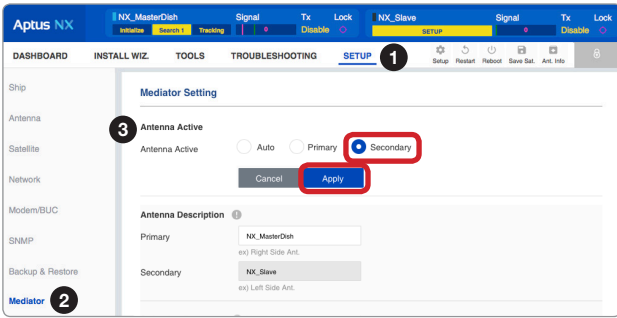 Aptus NX
NX_MasterDish Signal Tx Lock
Initialize Search 1 Tracking 0 Disable
NX_Slave Signal Tx Lock
SETUP 0 Disable
DASHBOARD INSTALL WIZ. TOOLS TROUBLESHOOTING SETUP 1
Setup Restart Reboot Save Sat. Ant. Info
Ship
Antenna
Satellite
Network
Modem/BUC
SNMP
Backup & Restore
Mediator 2
Mediator Setting
3 Antenna Active
Antenna Active Auto Primary Secondary
Cancel Apply
Antenna Description !
Primary NX_MasterDish
ex) Right Side Ant.
Secondary NX_Slave
ex) Left Side Ant.